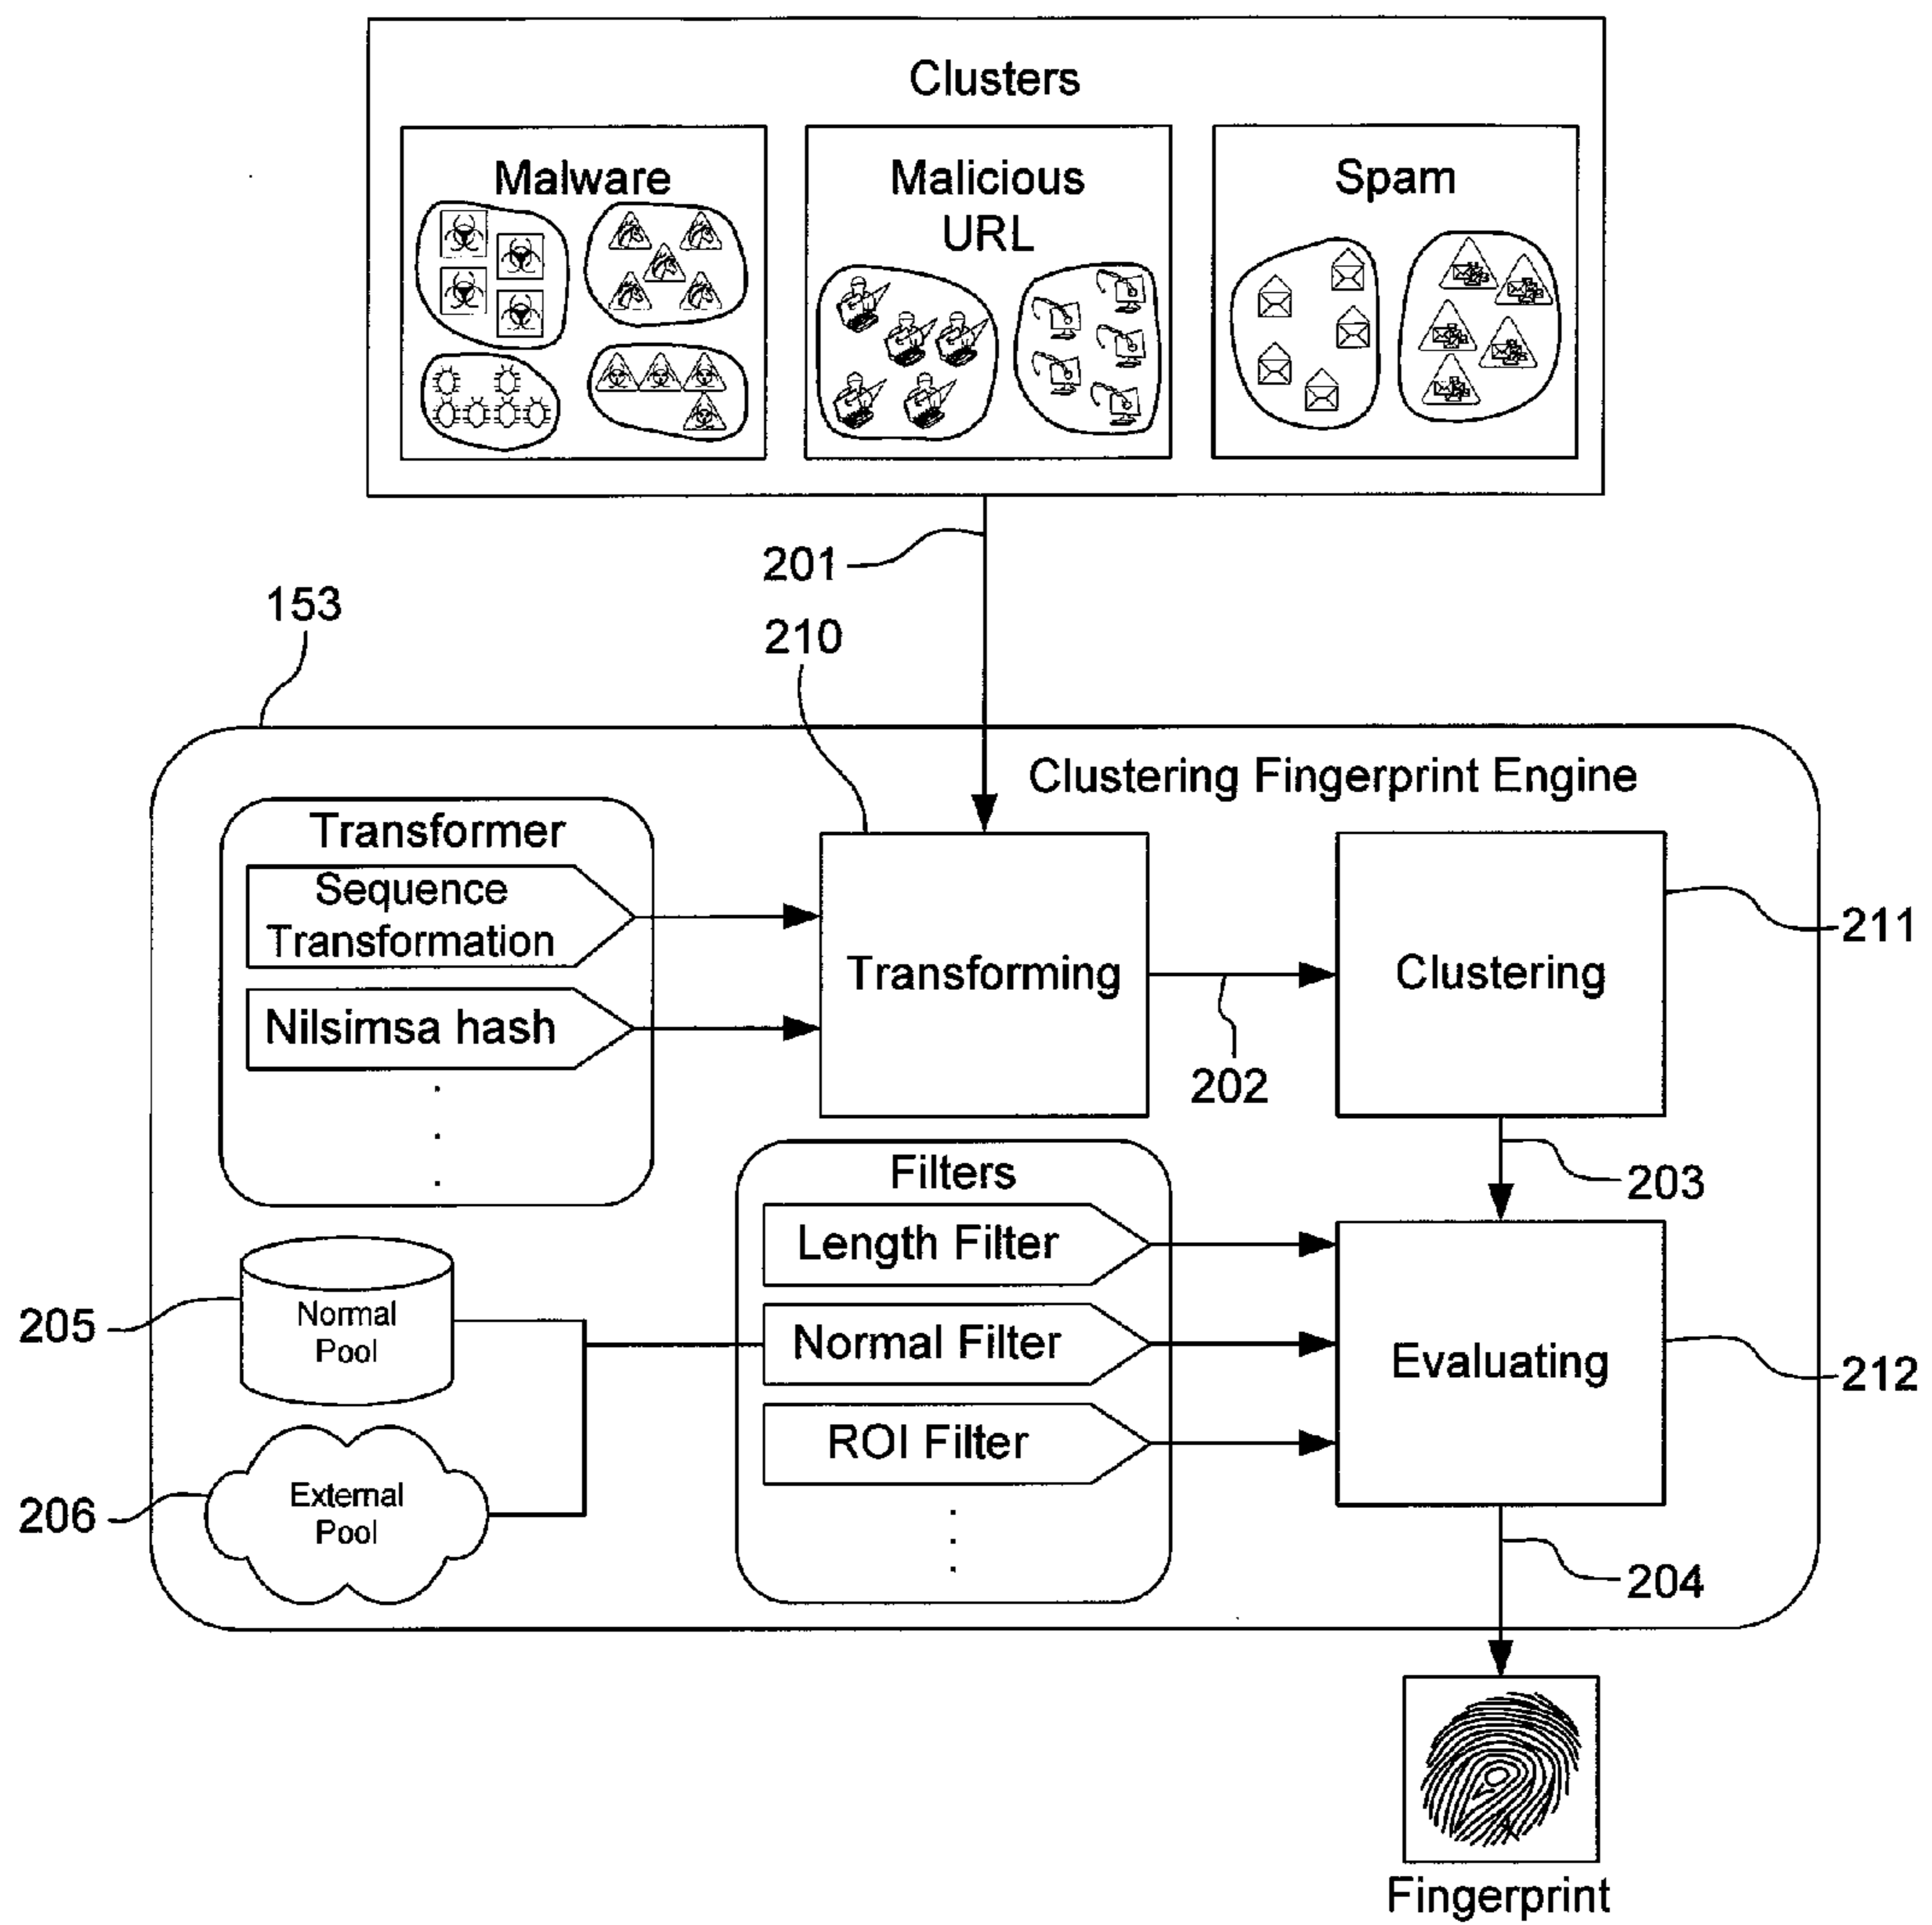 Clusters
Malware
Malicious
URL
Spam
201
153
210
Clustering Fingerprint Engine
Transformer
Sequence
Transformation
Nilsimsa hash
Transforming
Clustering
211
202
203
Filters
Length Filter
Normal Filter
ROI Filter
Normal
Pool
205
External
Pool
206
Evaluating
212
204
Fingerprint